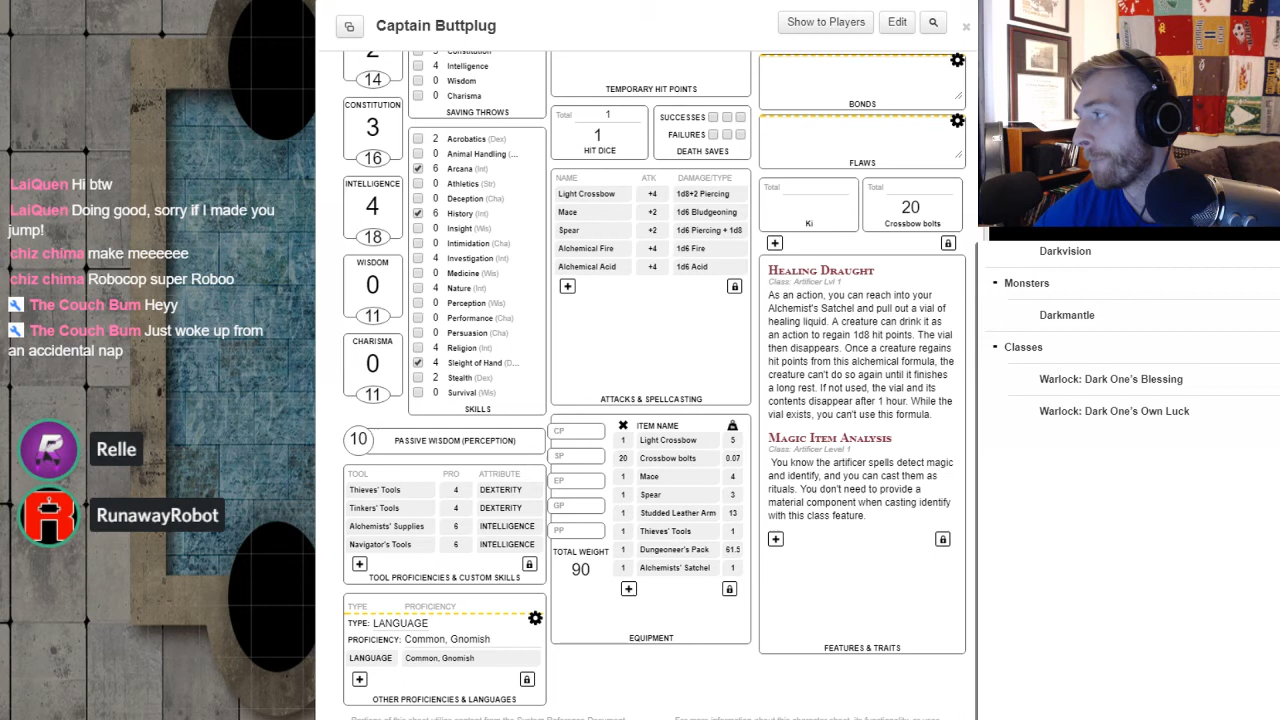 Captain Buttplug
Show to Players
Edit
LaiQuen Hi btw
LaiQuen Doing good, sorry if I made you
jump!
chiz chima make meeeeee
chiz chima Robocop super Roboo
The Couch Bum Heyy
The Couch Bum Just woke up from
an accidental nap
Relle
RunawayRobot
14
CONSTITUTION
3
16
INTELLIGENCE
4
18
WISDOM
0
11
CHARISMA
0
11
4 Intelligence
0 Wisdom
0 Charisma
SAVING THROWS
2 Acrobatics (Dex)
0 Animal Handling (...
6 Arcana (Int)
0 Athletics (Str)
0 Deception (Cha)
6 History (Int)
0 Insight (Wis)
0 Intimidation (Cha)
4 Investigation (Int)
0 Medicine (Wis)
4 Nature (Int)
0 Perception (Wis)
0 Performance (Cha)
0 Persuasion (Cha)
4 Religion (Int)
4 Sleight of Hand (D...
2 Stealth (Dex)
0 Survival (Wis)
SKILLS
10 PASSIVE WISDOM (PERCEPTION)
TOOL PRO ATTRIBUTE
Thieves' Tools 4 DEXTERITY
Tinkers' Tools 4 DEXTERITY
Alchemists' Supplies 6 INTELLIGENCE
Navigator's Tools 6 INTELLIGENCE
TOOL PROFICIENCIES & CUSTOM SKILLS
TYPE PROFICIENCY
TYPE: LANGUAGE
PROFICIENCY: Common, Gnomish
LANGUAGE Common, Gnomish
OTHER PROFICIENCIES & LANGUAGES
TEMPORARY HIT POINTS
Total 1
1
HIT DICE
SUCCESSES
FAILURES
DEATH SAVES
NAME ATK DAMAGE/TYPE
Light Crossbow +4 1d8+2 Piercing
Mace +2 1d6 Bludgeoning
Spear +2 1d6 Piercing + 1d8
Alchemical Fire +4 1d6 Fire
Alchemical Acid +4 1d6 Acid
ATTACKS & SPELLCASTING
CP
SP
EP
GP
PP
TOTAL WEIGHT
90
ITEM NAME
1 Light Crossbow 5
20 Crossbow bolts 0.07
1 Mace 4
1 Spear 3
1 Studded Leather Arm 13
1 Thieves' Tools 1
1 Dungeoneer's Pack 61.5
1 Alchemists' Satchel 1
EQUIPMENT
BONDS
FLAWS
Total
Ki
Total
20
Crossbow bolts
HEALING DRAUGHT
Class: Artificer Lvl 1
As an action, you can reach into your
Alchemist's Satchel and pull out a vial of
healing liquid. A creature can drink it as
an action to regain 1d8 hit points. The vial
then disappears. Once a creature regains
hit points from this alchemical formula, the
creature can't do so again until it finishes
a long rest. If not used, the vial and its
contents disappear after 1 hour. While the
vial exists, you can't use this formula.
MAGIC ITEM ANALYSIS
Class: Artificer Level 1
You know the artificer spells detect magic
and identify, and you can cast them as
rituals. You don't need to provide a
material component when casting identify
with this class feature.
FEATURES & TRAITS
Darkvision
Monsters
Darkmantle
Classes
Warlock: Dark One's Blessing
Warlock: Dark One's Own Luck